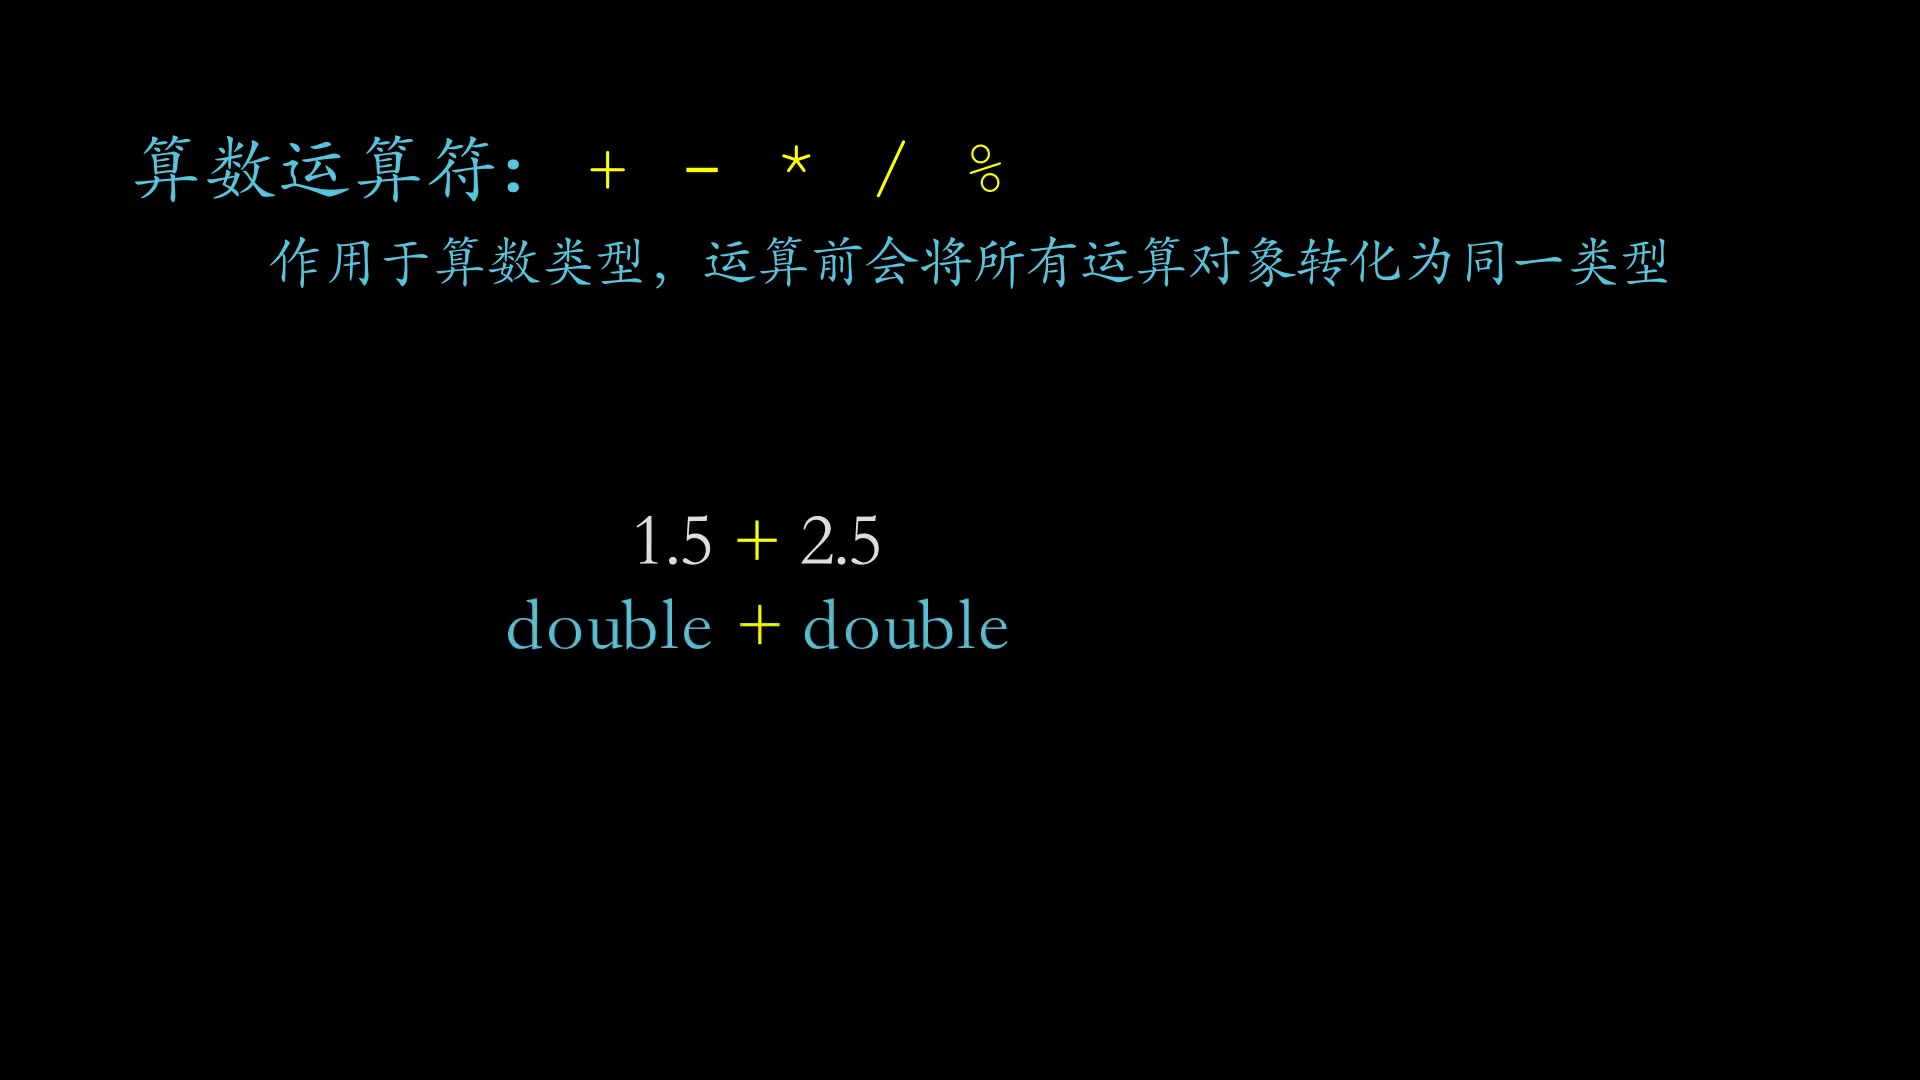 算数运算符： + - * / %
作用于算数类型，运算前会将所有运算对象转化为同一类型
1.5 + 2.5
double + double